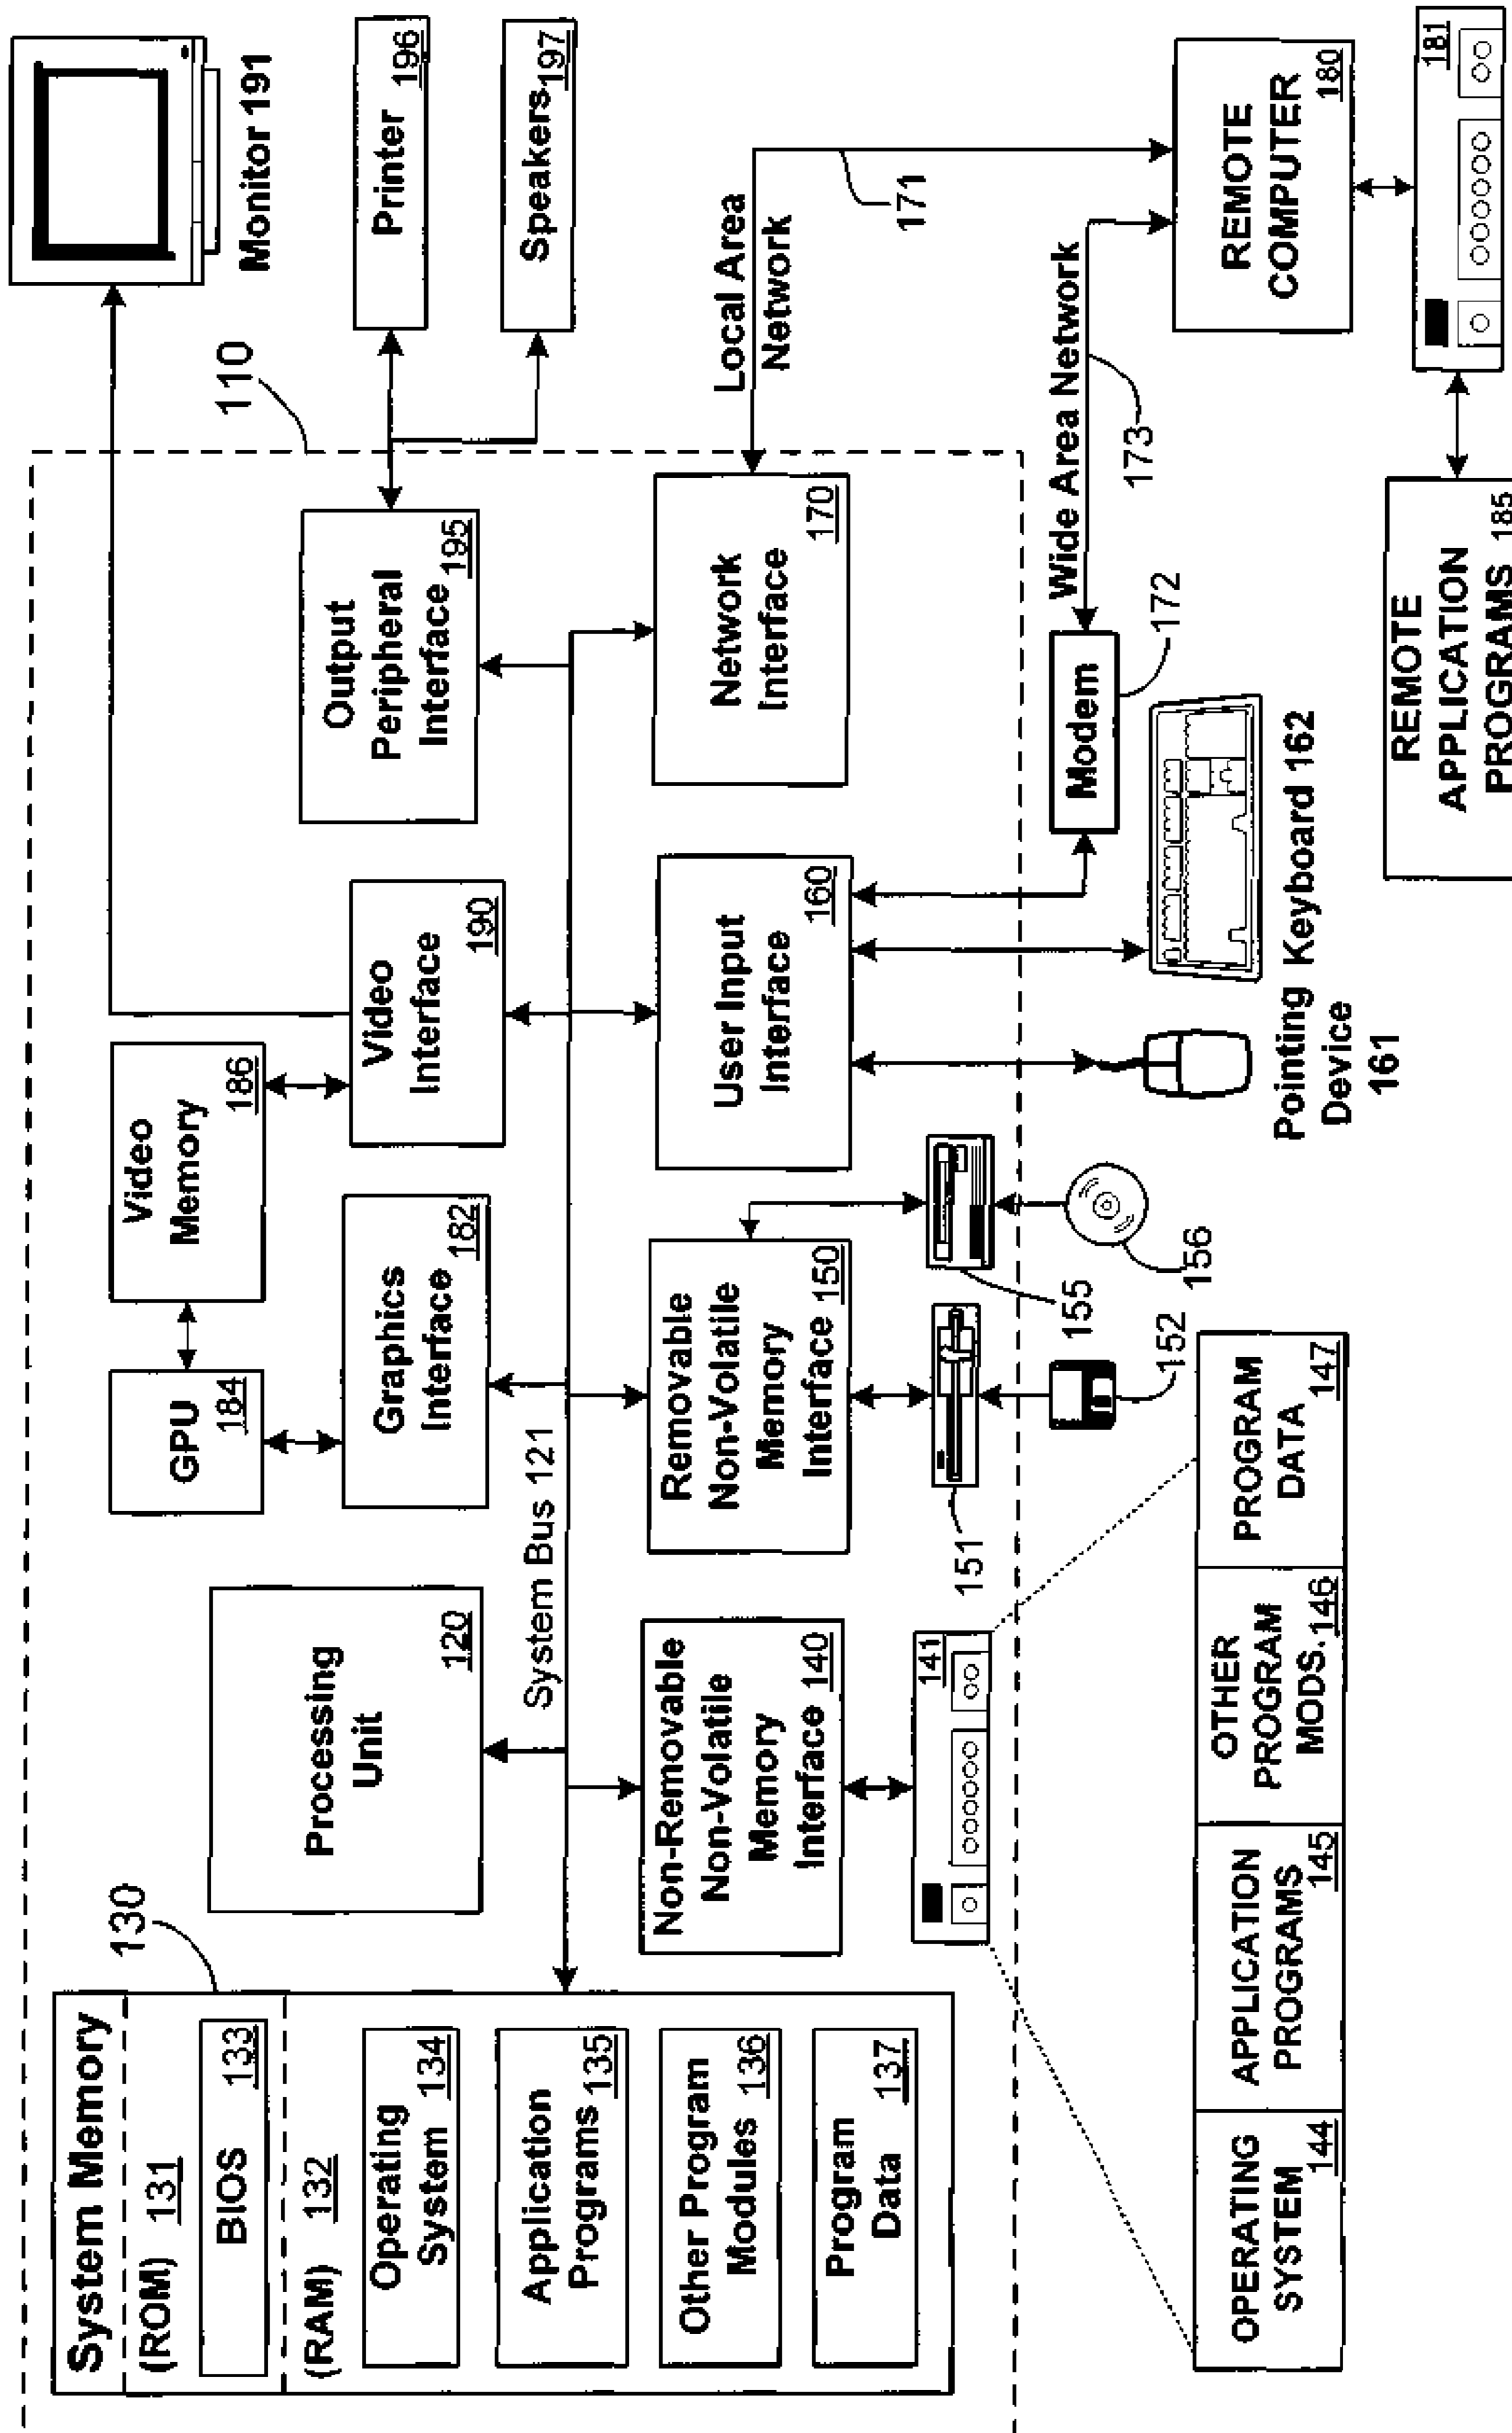 System Memory
(ROM) 131
BIOS 133
(RAM) 132
Operating
System 134
Application
Programs 135
Other Program
Modules 136
Program
Data 137
130
Processing
Unit
120
System Bus 121
GPU
184
Video
Memory
186
Graphics
Interface
182
Video
Interface
190
Output
Peripheral
Interface 195
110
Monitor 191
Printer
196
Speakers 197
Non-Removable
Non-Volatile
Memory
Interface 140
Removable
Non-Volatile
Memory
Interface 150
User Input
Interface
160
Network
Interface
170
Local Area
Network
171
141
151
152
155
156
Wide Area Network
173
Modem
172
Pointing
Device
161
Keyboard 162
REMOTE
COMPUTER
180
181
REMOTE
APPLICATION
PROGRAMS 185
OPERATING
SYSTEM
144
APPLICATION
PROGRAMS
145
OTHER
PROGRAM
MODS. 146
PROGRAM
DATA
147